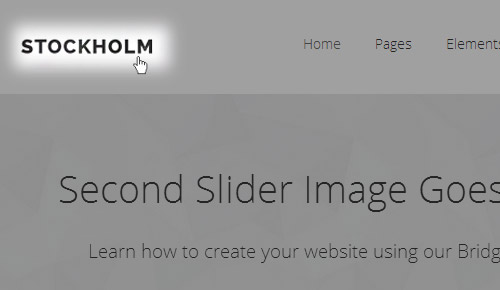 STOCKHOLM
Home Pages Elements
Second Slider Image Goes
Learn how to create your website using our Bridg